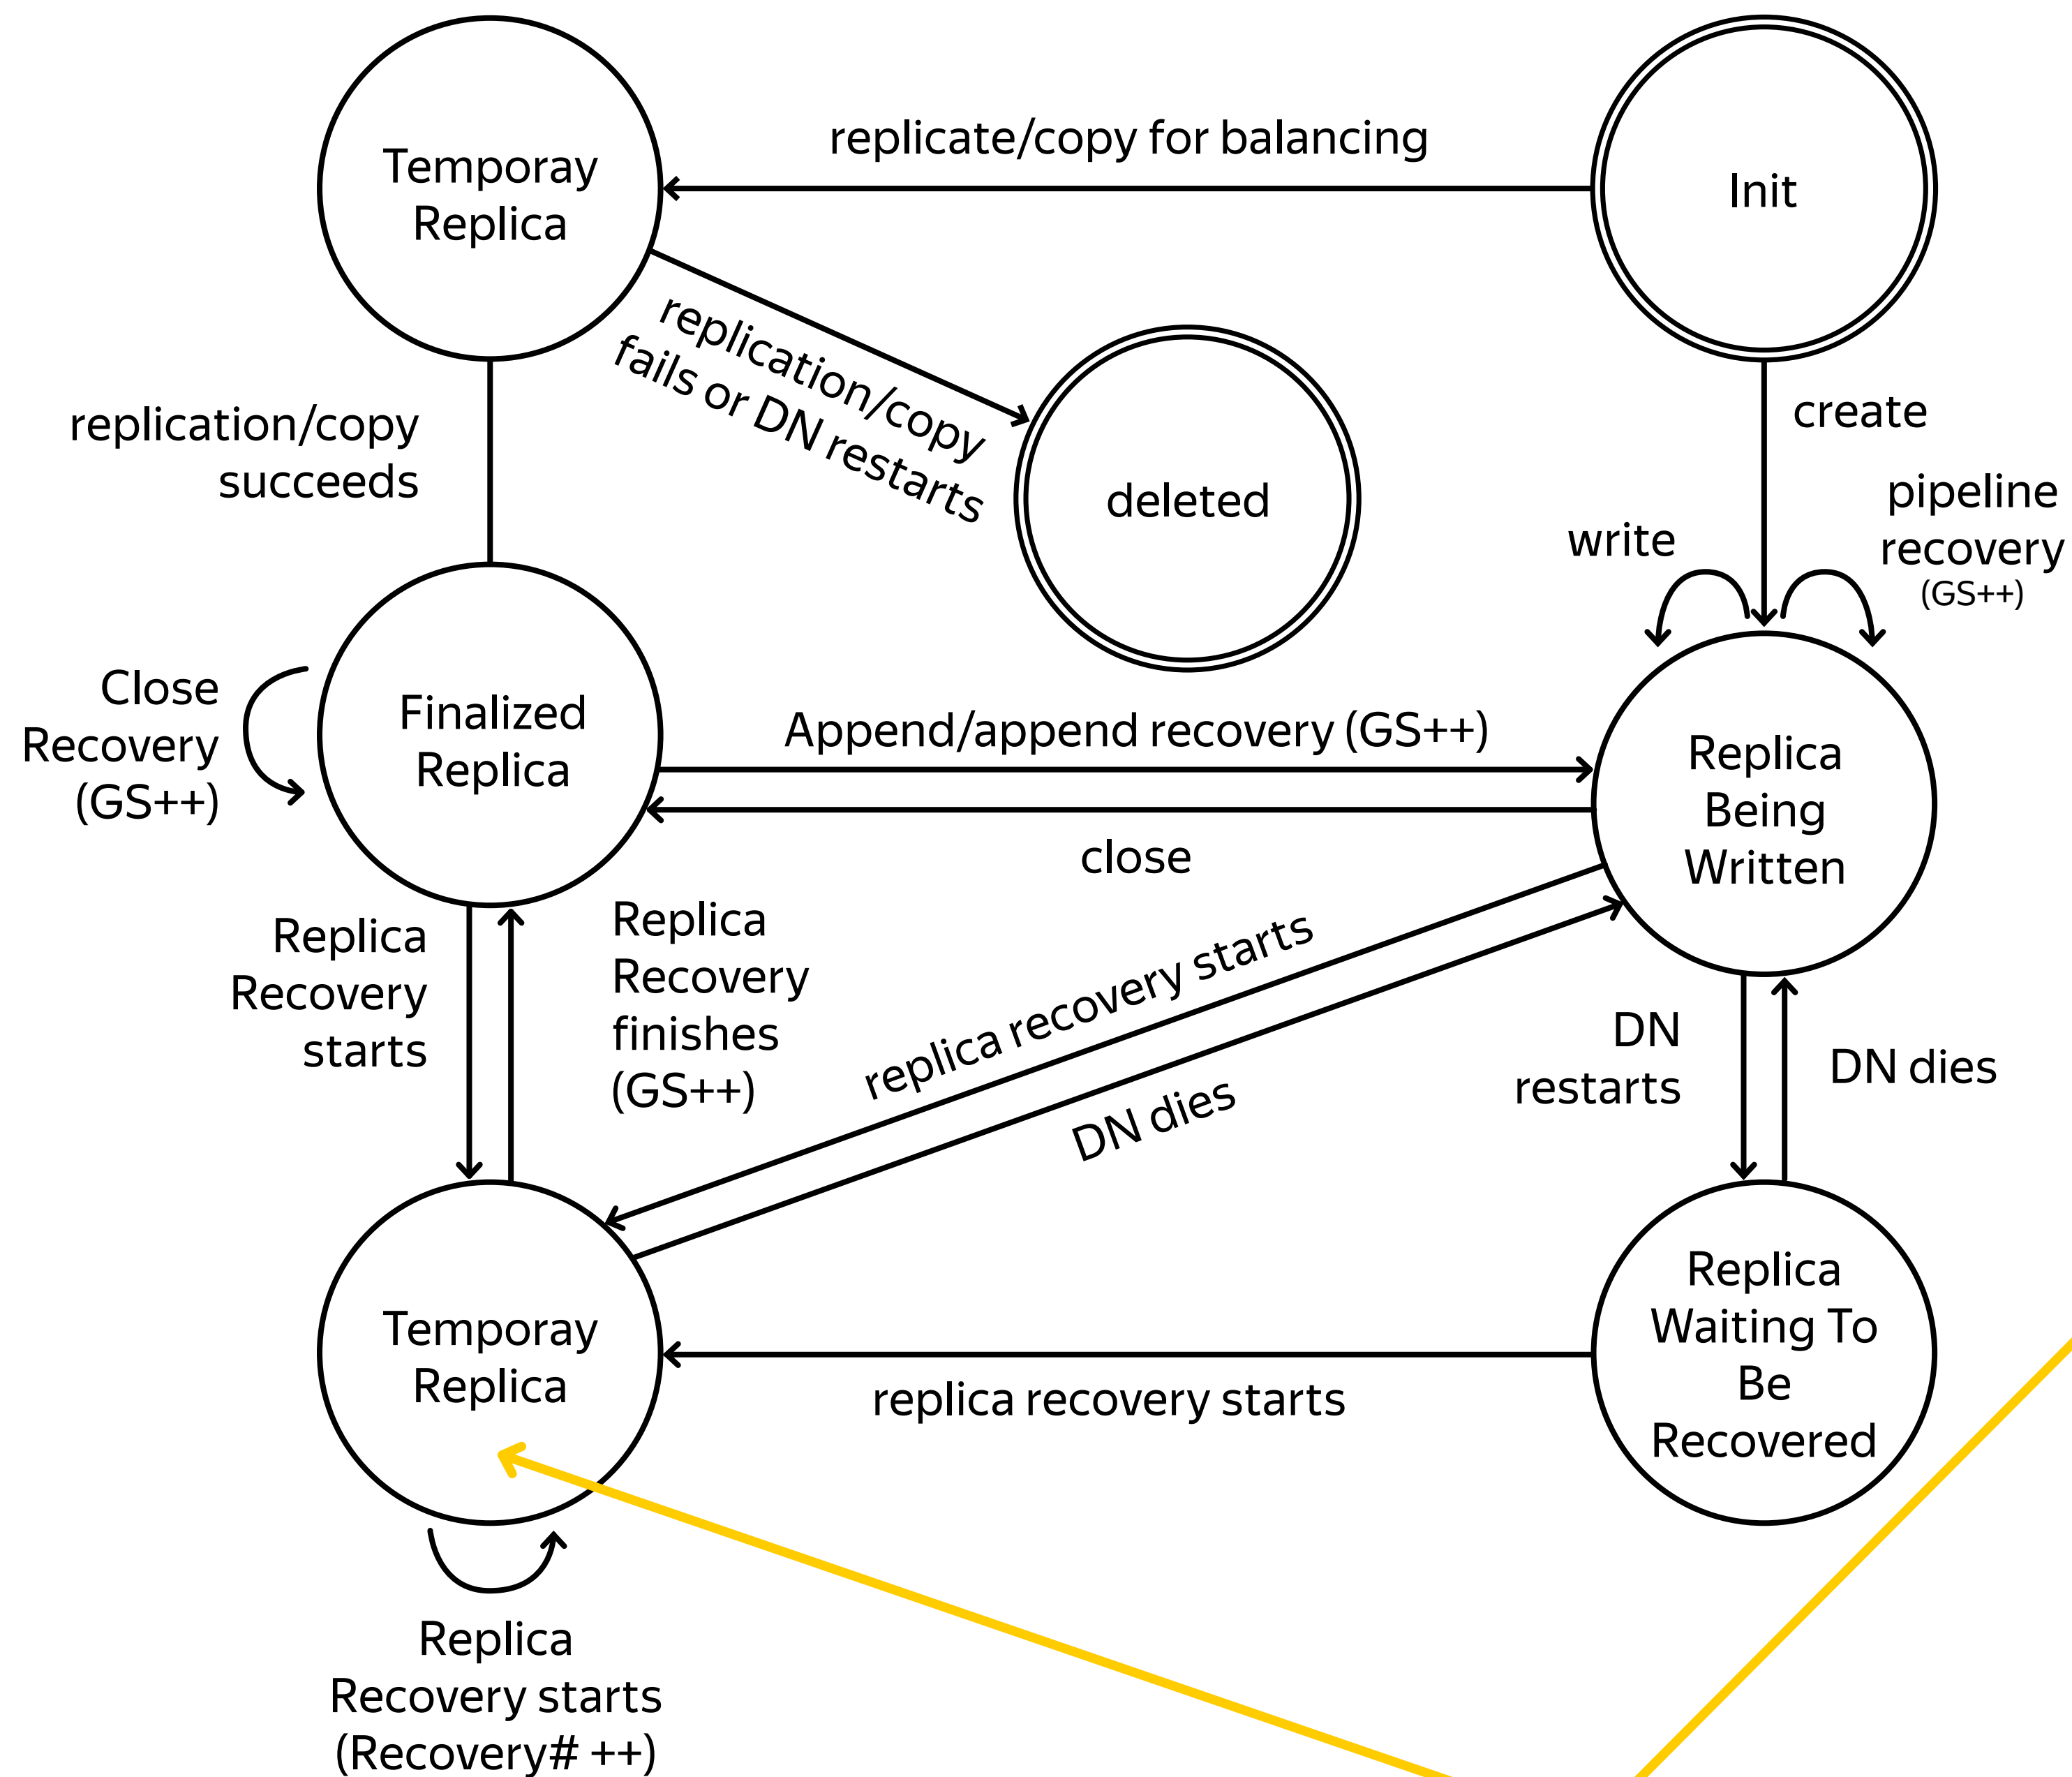 Temporay
Replica
replicate/copy for balancing
Init
replication/copy
fails or DN restarts
replication/copy
succeeds
deleted
create
write
pipeline
recovery
(GS++)
Close
Recovery
(GS++)
Finalized
Replica
Append/append recovery (GS++)
close
Replica
Being
Written
Replica
Recovery
starts
Replica
Recovery
finishes
(GS++)
replica recovery starts
DN dies
DN
restarts
DN dies
Temporay
Replica
replica recovery starts
Replica
Waiting To
Be
Recovered
Replica
Recovery starts
(Recovery# ++)